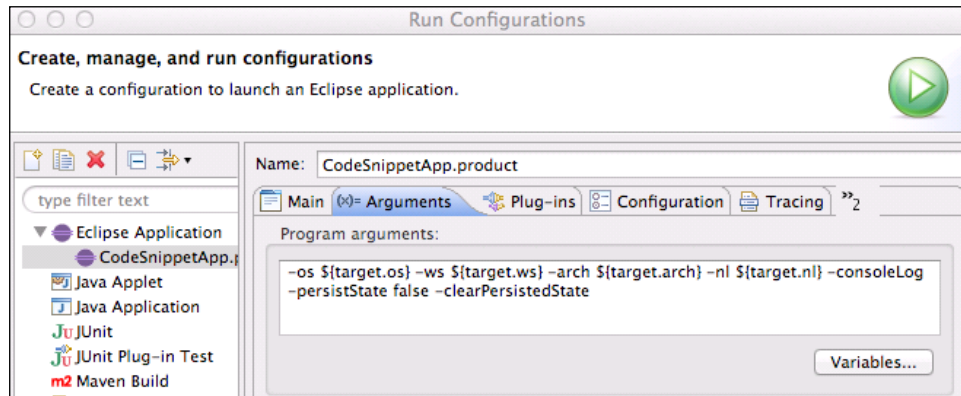 Run Configurations
Create, manage, and run configurations
Create a configuration to launch an Eclipse application.
Name: CodeSnippetApp.product
type filter text
Main (x)= Arguments Plug-ins Configuration Tracing »2
Eclipse Application
Program arguments:
CodeSnippetApp.p
-os ${target.os} -ws ${target.ws} -arch ${target.arch} -nl ${target.nl} -consoleLog
-persistState false -clearPersistedState
Java Applet
Java Application
JU JUnit
JU JUnit Plug-in Test
Variables...
m2 Maven Build